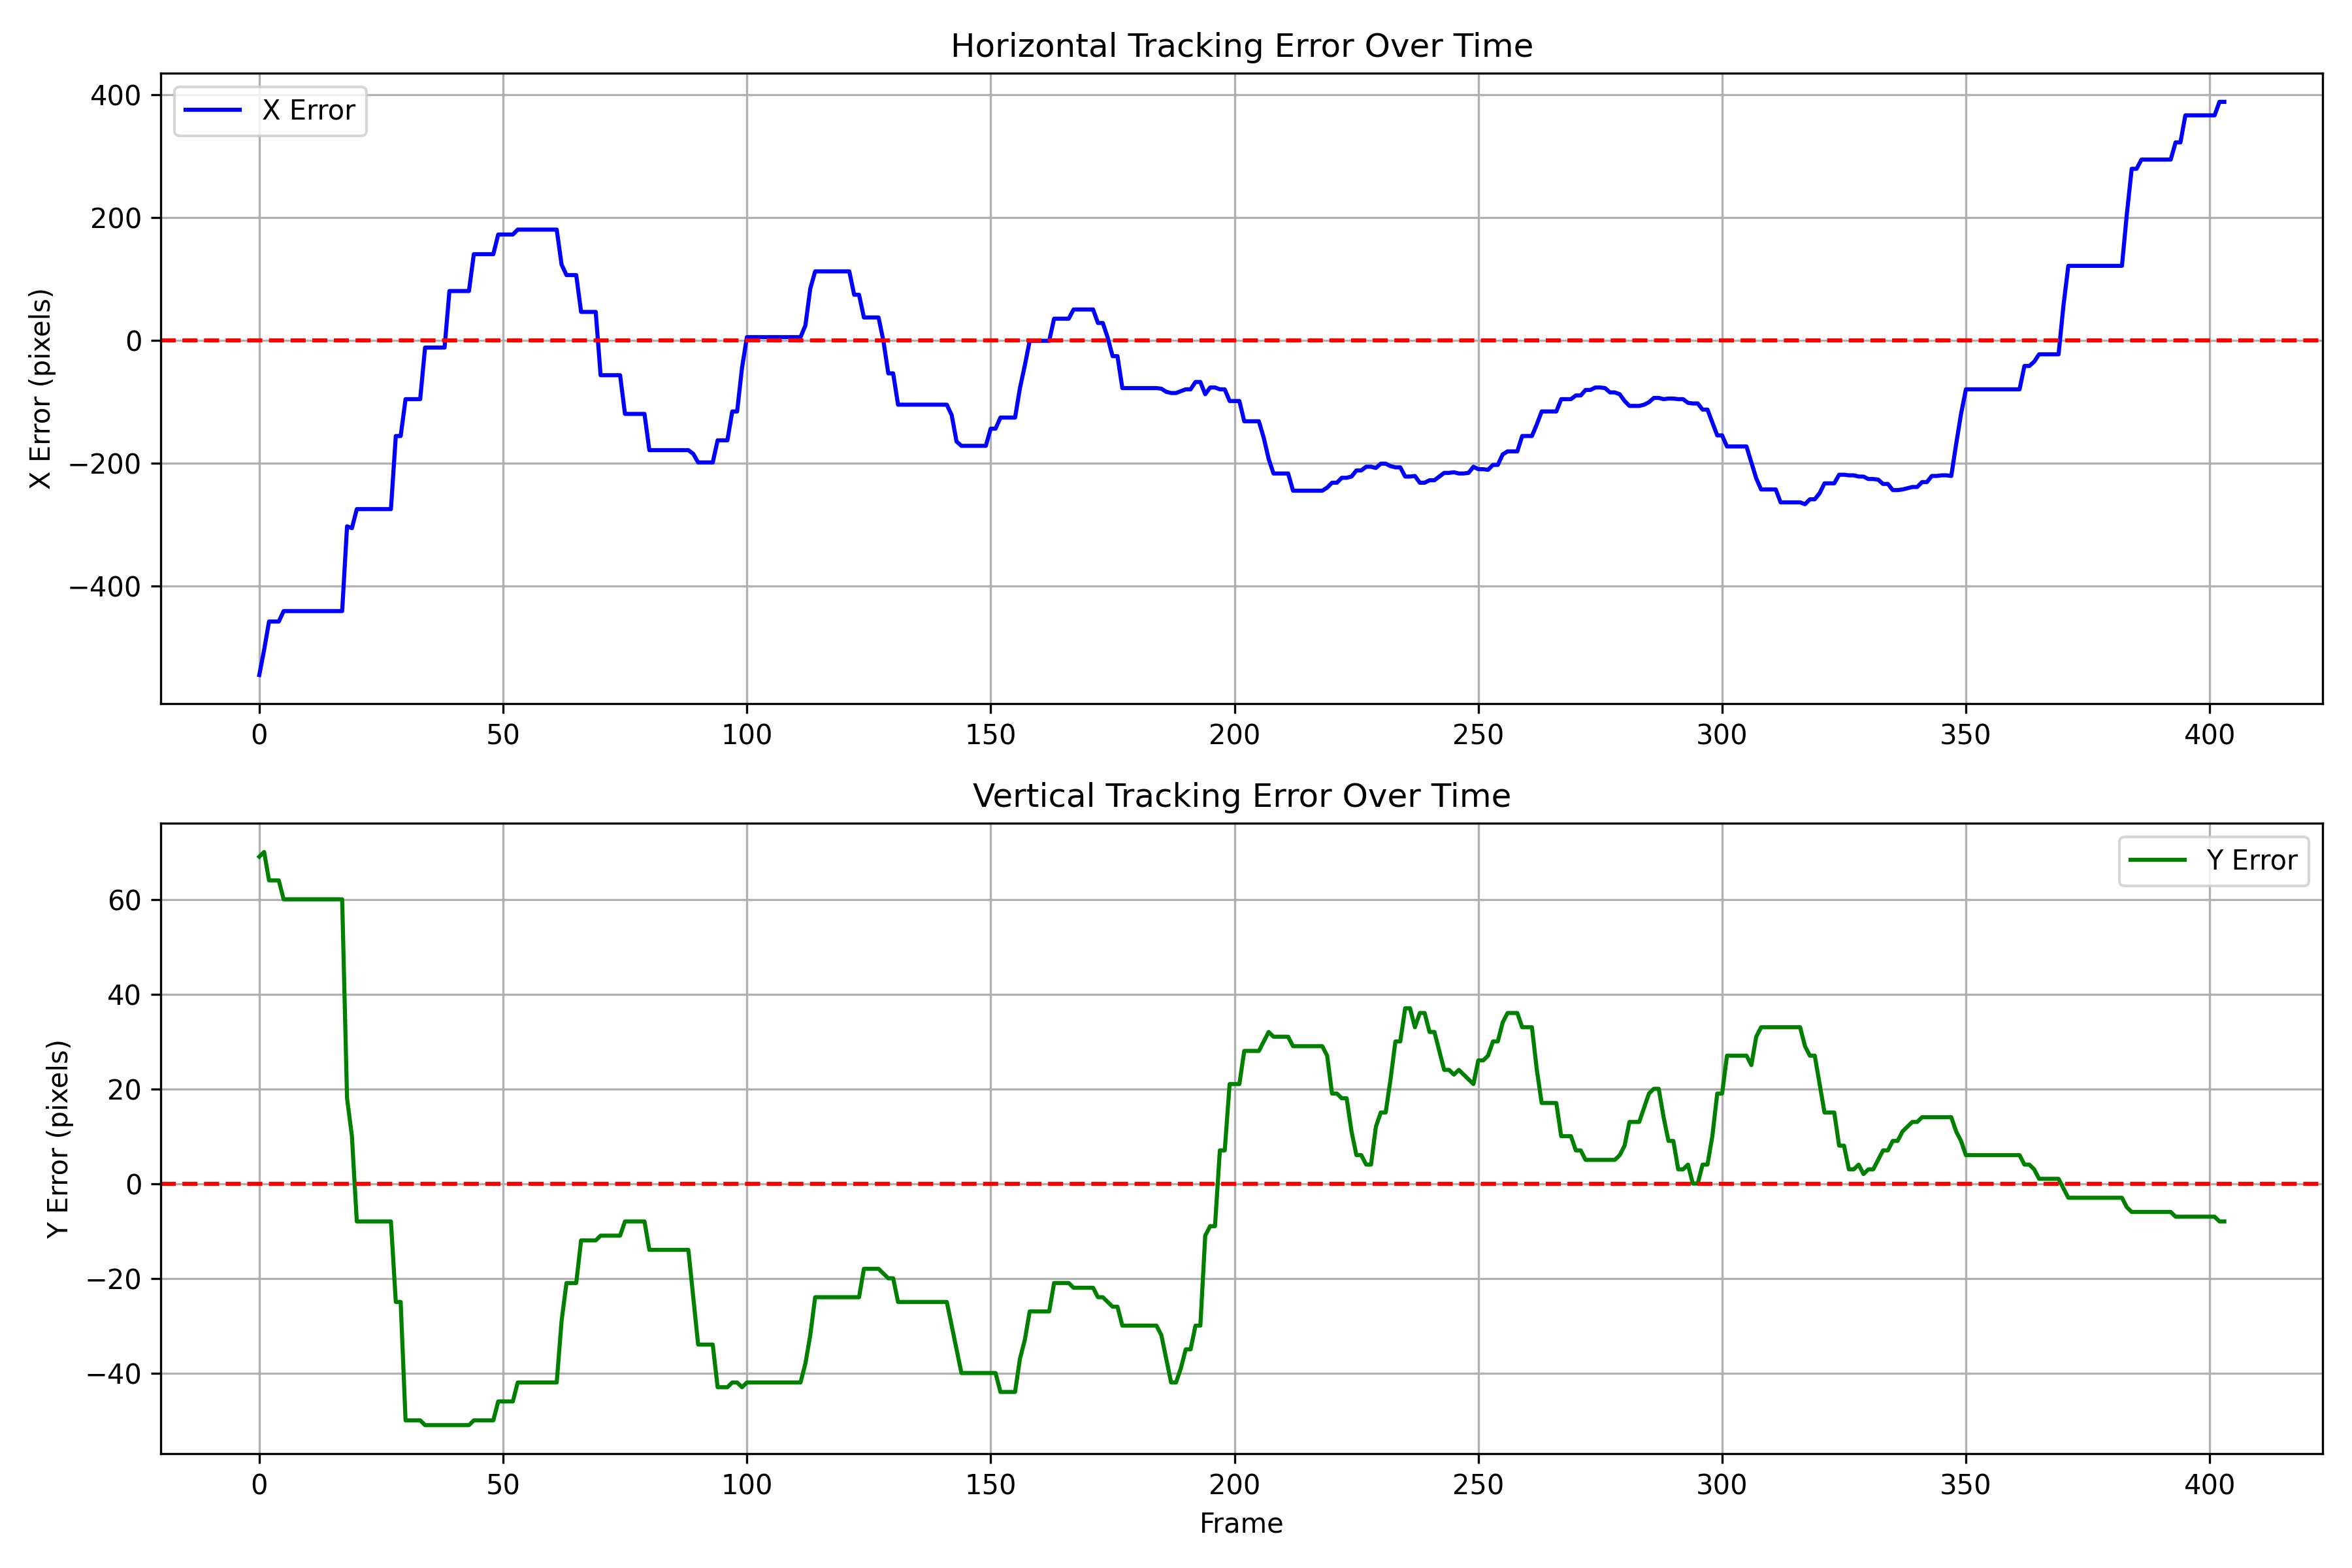 Horizontal Tracking Error Over Time
X Error
X Error (pixels)
400
200
0
−200
−400
0 50 100 150 200 250 300 350 400
Vertical Tracking Error Over Time
Y Error
Y Error (pixels)
60
40
20
0
−20
−40
0 50 100 150 200 250 300 350 400
Frame